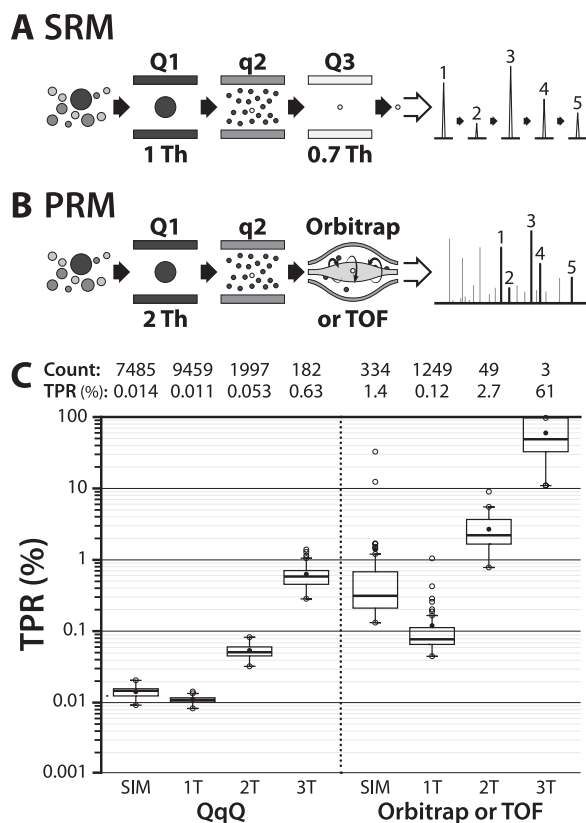 A SRM
Q1 q2 Q3
1 Th 0.7 Th
1 2 3 4 5
B PRM
Q1 q2 Orbitrap
2 Th or TOF
1 2 3 4 5
C Count: 7485 9459 1997 182 334 1249 49 3
TPR (%): 0.014 0.011 0.053 0.63 1.4 0.12 2.7 61
TPR (%)
100
10
1
0.1
0.01
0.001
SIM 1T 2T 3T SIM 1T 2T 3T
QqQ Orbitrap or TOF